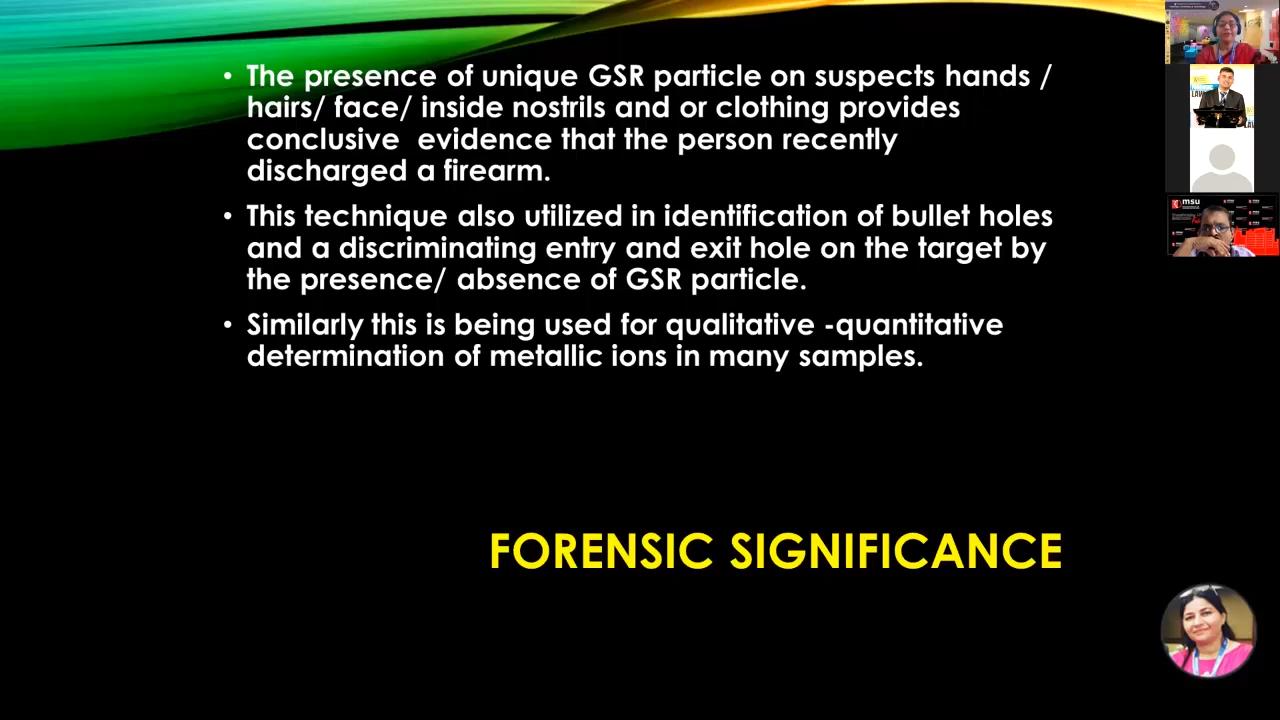 • The presence of unique GSR particle on suspects hands /
hairs/ face/ inside nostrils and or clothing provides
conclusive evidence that the person recently
discharged a firearm.
• This technique also utilized in identification of bullet holes
and a discriminating entry and exit hole on the target by
the presence/ absence of GSR particle.
• Similarly this is being used for qualitative -quantitative
determination of metallic ions in many samples.
FORENSIC SIGNIFICANCE
LAW
msu